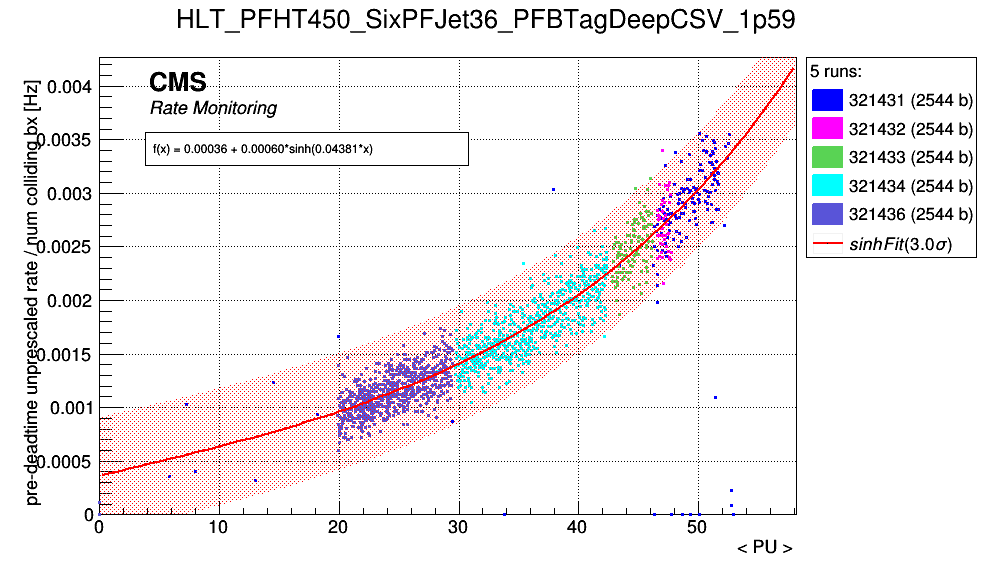 HLT_PFHT450_SixPFJet36_PFBTagDeepCSV_1p59
pre-deadtime unprescaled rate / num colliding bx [Hz]
0.004
0.0035
0.003
0.0025
0.002
0.0015
0.001
0.0005
0
CMS
Rate Monitoring
f(x) = 0.00036 + 0.00060*sinh(0.04381*x)
0 10 20 30 40 50
< PU >
5 runs:
321431 (2544 b)
321432 (2544 b)
321433 (2544 b)
321434 (2544 b)
321436 (2544 b)
sinhFit(3.0σ)